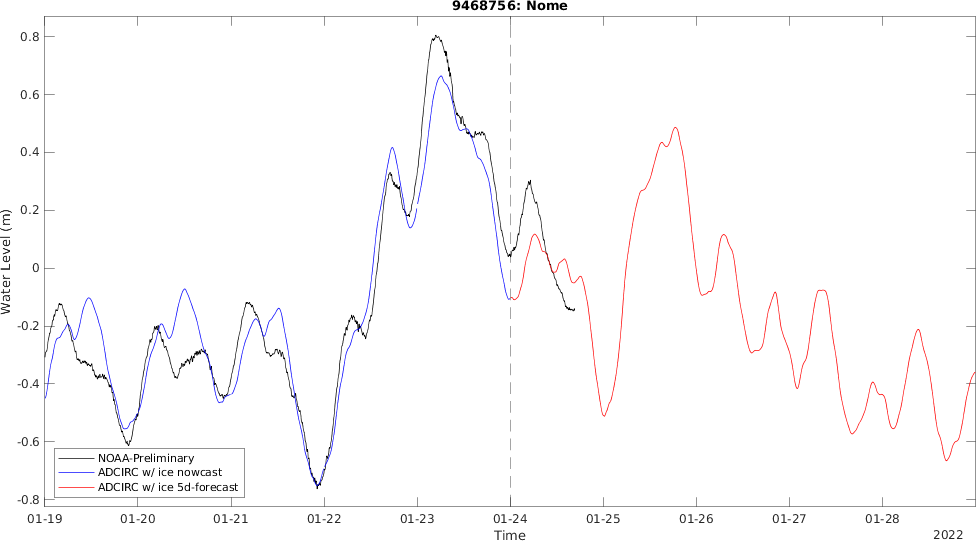 9468756: Nome
0.8
0.6
0.4
0.2
0
-0.2
-0.4
-0.6
-0.8
Water Level (m)
NOAA-Preliminary
ADCIRC w/ ice nowcast
ADCIRC w/ ice 5d-forecast
01-19 01-20 01-21 01-22 01-23 01-24 01-25 01-26 01-27 01-28
Time
2022